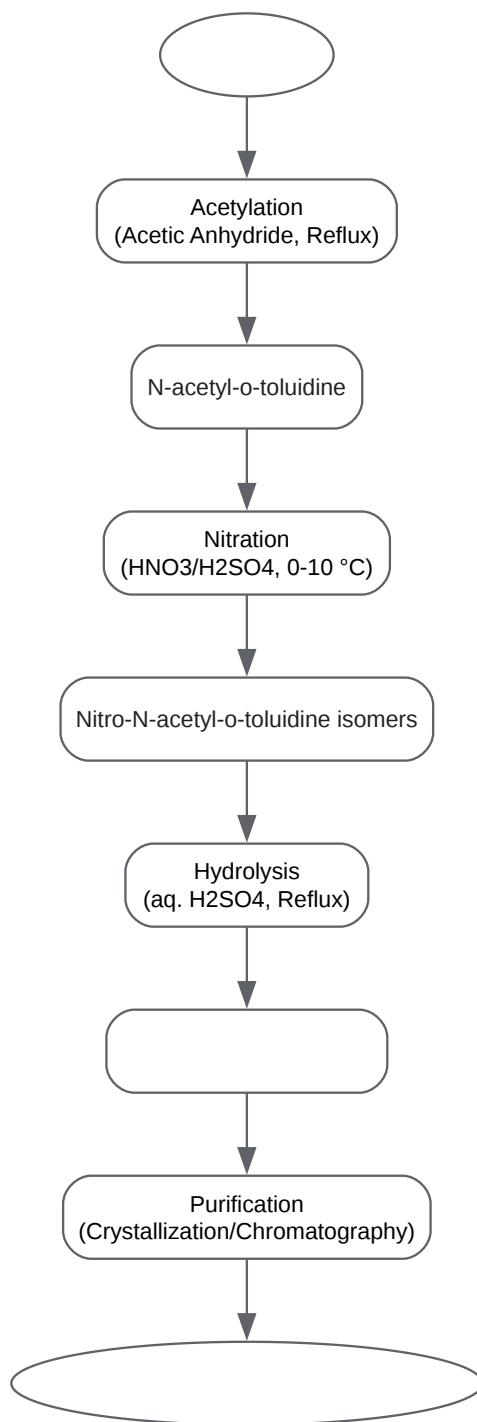 Acetylation
(Acetic Anhydride, Reflux)
N-acetyl-o-toluidine
Nitration
(HNO3/H2SO4, 0-10 °C)
Nitro-N-acetyl-o-toluidine isomers
Hydrolysis
(aq. H2SO4, Reflux)
Purification
(Crystallization/Chromatography)